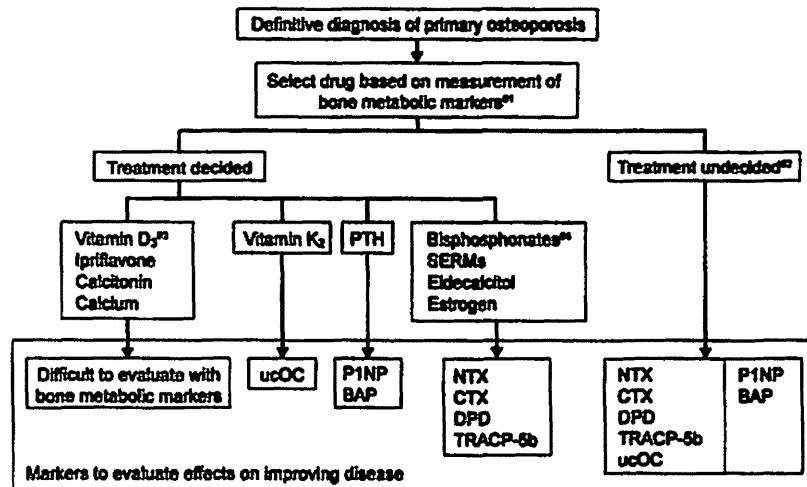 Definitive diagnosis of primary osteoporosis
Select drug based on measurement of
bone metabolic markers#1
Treatment decided
Treatment undecided#2
Vitamin D3#3
Ipriflavone
Calcitonin
Calcium
Vitamin K2
PTH
Bisphosphonates#4
SERMs
Eldecalcitol
Estrogen
Difficult to evaluate with
bone metabolic markers
ucOC
P1NP
BAP
NTX
CTX
DPD
TRACP-5b
NTX
CTX
DPD
TRACP-5b
ucOC
P1NP
BAP
Markers to evaluate effects on improving disease